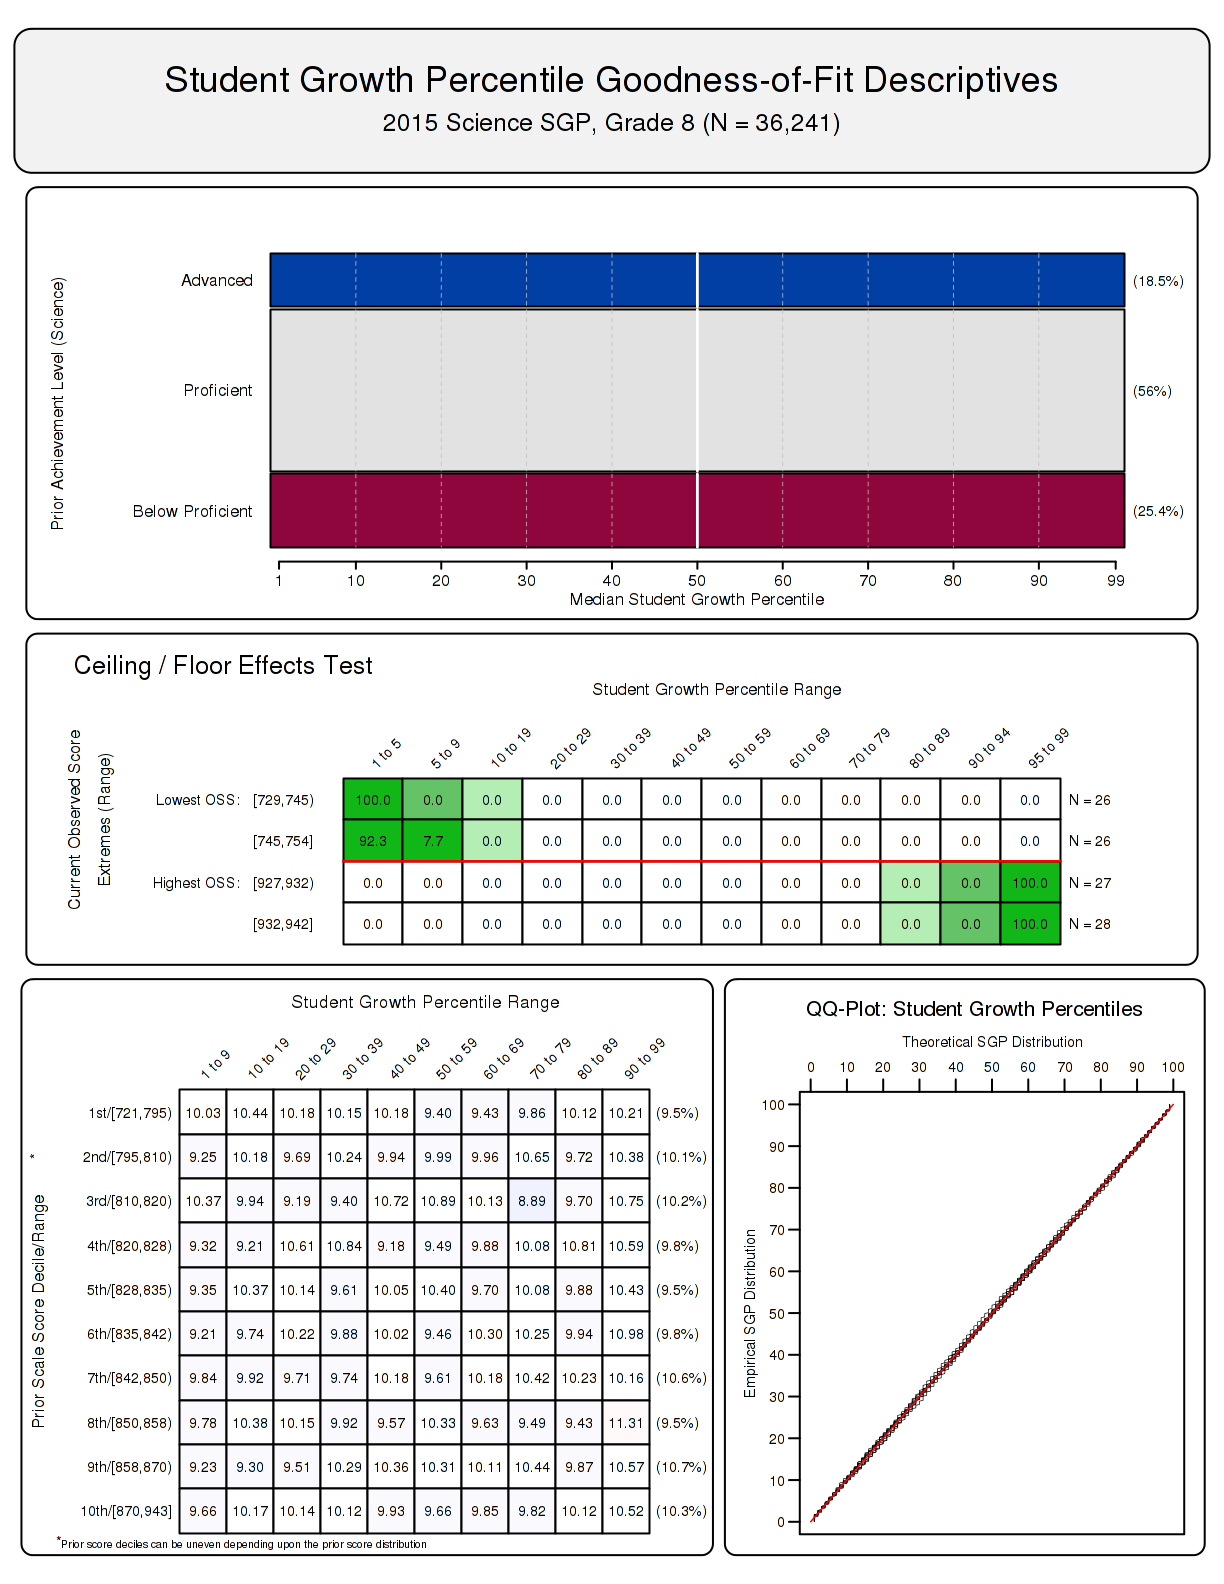 Student Growth Percentile Goodness-of-Fit Descriptives
2015 Science SGP, Grade 8 (N = 36,241)
Prior Achievement Level (Science)
Advanced (18.5%)
Proficient (56%)
Below Proficient (25.4%)
1 10 20 30 40 50 60 70 80 90 99
Median Student Growth Percentile
Ceiling / Floor Effects Test
Student Growth Percentile Range
Current Observed Score
Extremes (Range)
1 to 5 5 to 9 10 to 19 20 to 29 30 to 39 40 to 49 50 to 59 60 to 69 70 to 79 80 to 89 90 to 94 95 to 99
Lowest OSS: [729,745) 100.0 0.0 0.0 0.0 0.0 0.0 0.0 0.0 0.0 0.0 0.0 0.0 N = 26
[745,754] 92.3 7.7 0.0 0.0 0.0 0.0 0.0 0.0 0.0 0.0 0.0 0.0 N = 26
Highest OSS: [927,932) 0.0 0.0 0.0 0.0 0.0 0.0 0.0 0.0 0.0 0.0 0.0 100.0 N = 27
[932,942] 0.0 0.0 0.0 0.0 0.0 0.0 0.0 0.0 0.0 0.0 0.0 100.0 N = 28
Student Growth Percentile Range
Prior Scale Score Decile/Range *
1 to 9 10 to 19 20 to 29 30 to 39 40 to 49 50 to 59 60 to 69 70 to 79 80 to 89 90 to 99
1st/[721,795) 10.03 10.44 10.18 10.15 10.18 9.40 9.43 9.86 10.12 10.21 (9.5%)
2nd/[795,810) 9.25 10.18 9.69 10.24 9.94 9.99 9.96 10.65 9.72 10.38 (10.1%)
3rd/[810,820) 10.37 9.94 9.19 9.40 10.72 10.89 10.13 8.89 9.70 10.75 (10.2%)
4th/[820,828) 9.32 9.21 10.61 10.84 9.18 9.49 9.88 10.08 10.81 10.59 (9.8%)
5th/[828,835) 9.35 10.37 10.14 9.61 10.05 10.40 9.70 10.08 9.88 10.43 (9.5%)
6th/[835,842) 9.21 9.74 10.22 9.88 10.02 9.46 10.30 10.25 9.94 10.98 (9.8%)
7th/[842,850) 9.84 9.92 9.71 9.74 10.18 9.61 10.18 10.42 10.23 10.16 (10.6%)
8th/[850,858) 9.78 10.38 10.15 9.92 9.57 10.33 9.63 9.49 9.43 11.31 (9.5%)
9th/[858,870) 9.23 9.30 9.51 10.29 10.36 10.31 10.11 10.44 9.87 10.57 (10.7%)
10th/[870,943] 9.66 10.17 10.14 10.12 9.93 9.66 9.85 9.82 10.12 10.52 (10.3%)
*Prior score deciles can be uneven depending upon the prior score distribution
QQ-Plot: Student Growth Percentiles
Theoretical SGP Distribution
0 10 20 30 40 50 60 70 80 90 100
Empirical SGP Distribution
100
90
80
70
60
50
40
30
20
10
0